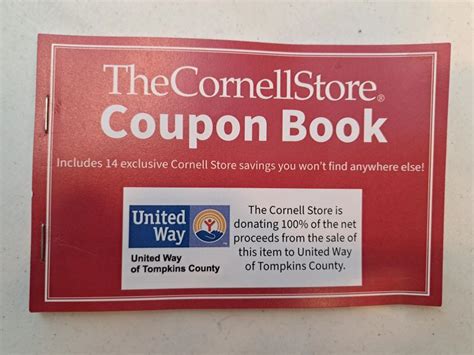 TheCornellStore®
Coupon Book
Includes 14 exclusive Cornell Store savings you won't find anywhere else!
United
Way
United Way
of Tompkins County
The Cornell Store is
donating 100% of the net
proceeds from the sale of
this item to United Way
of Tompkins County.